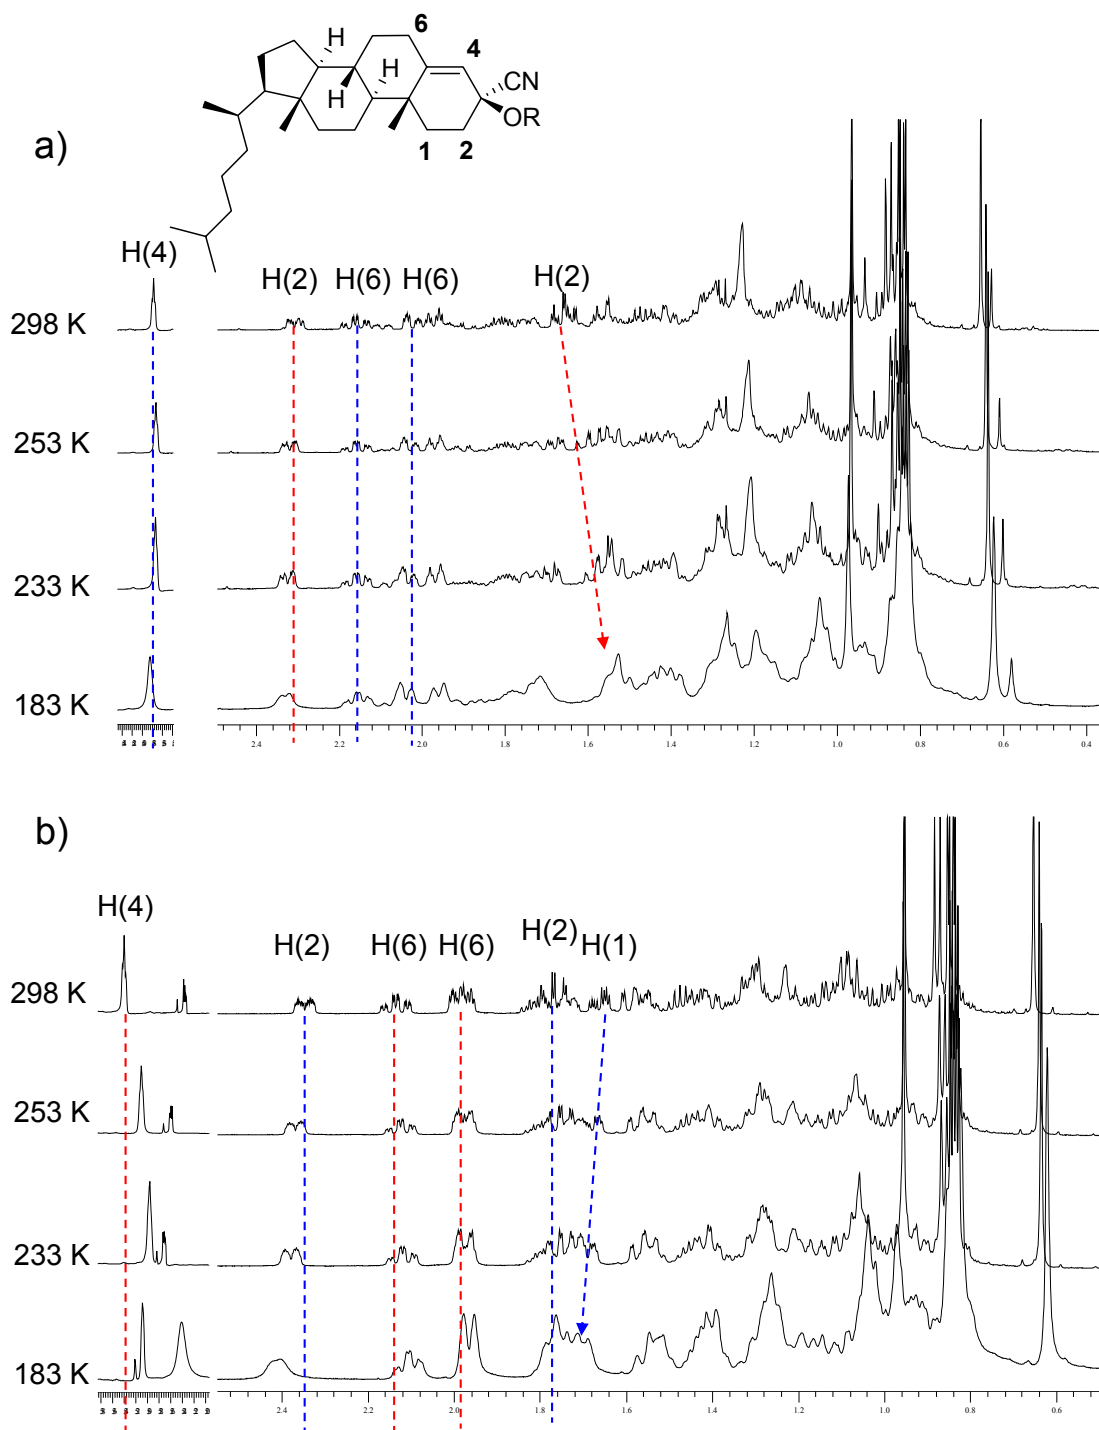 6
H
4
H
CN
H
OR
1
2
a)
H(4)
H(2)
H(6)
H(6)
H(2)
298 K
253 K
233 K
183 K
2.4 2.2 2.0 1.8 1.6 1.4 1.2 1.0 0.8 0.6 0.4
b)
H(4)
H(2)
H(6)
H(6)
H(2)
H(1)
298 K
253 K
233 K
183 K
2.4 2.2 2.0 1.8 1.6 1.4 1.2 1.0 0.8 0.6